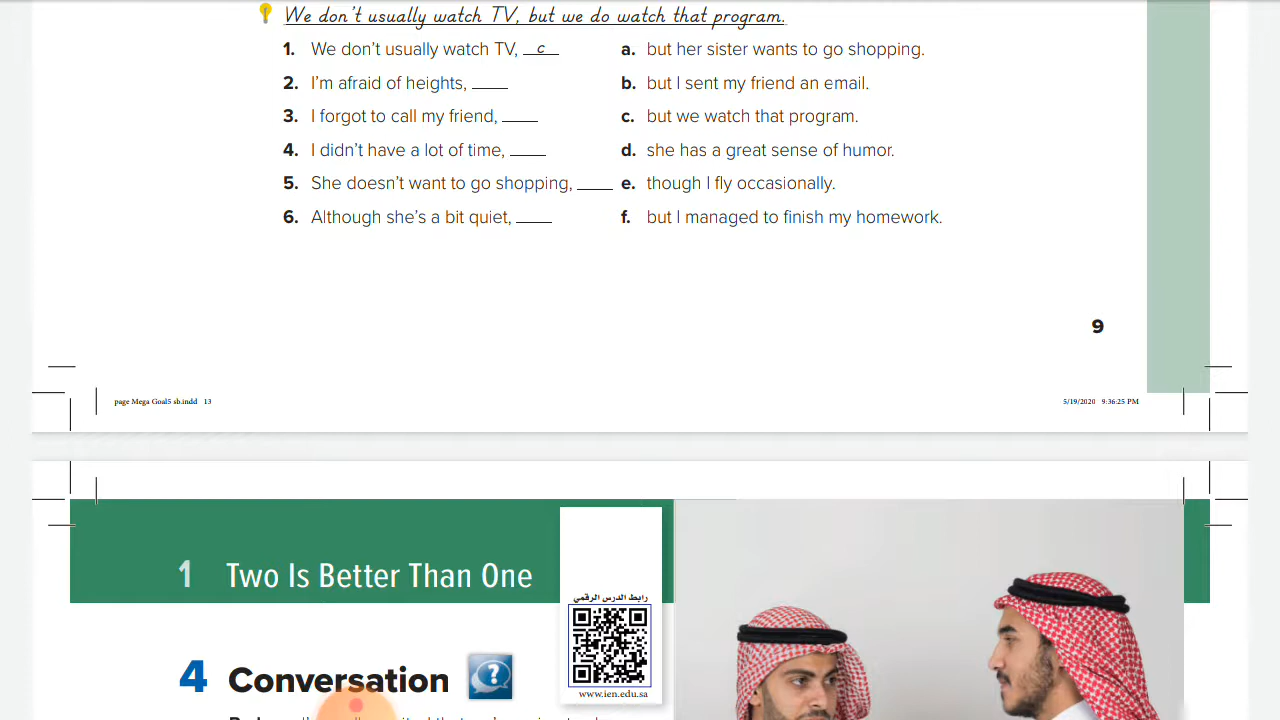 We don't usually watch TV, but we do watch that program.
1. We don't usually watch TV, c a. but her sister wants to go shopping.
2. I'm afraid of heights, ____ b. but I sent my friend an email.
3. I forgot to call my friend, ____ c. but we watch that program.
4. I didn't have a lot of time, ____ d. she has a great sense of humor.
5. She doesn't want to go shopping, ____ e. though I fly occasionally.
6. Although she's a bit quiet, ____ f. but I managed to finish my homework.
9
page Mega Goal5 sb.indd 13 5/19/2020 9:36:25 PM
رابط الدرس الرقمي
1 Two Is Better Than One
www.ien.edu.sa
4 Conversation